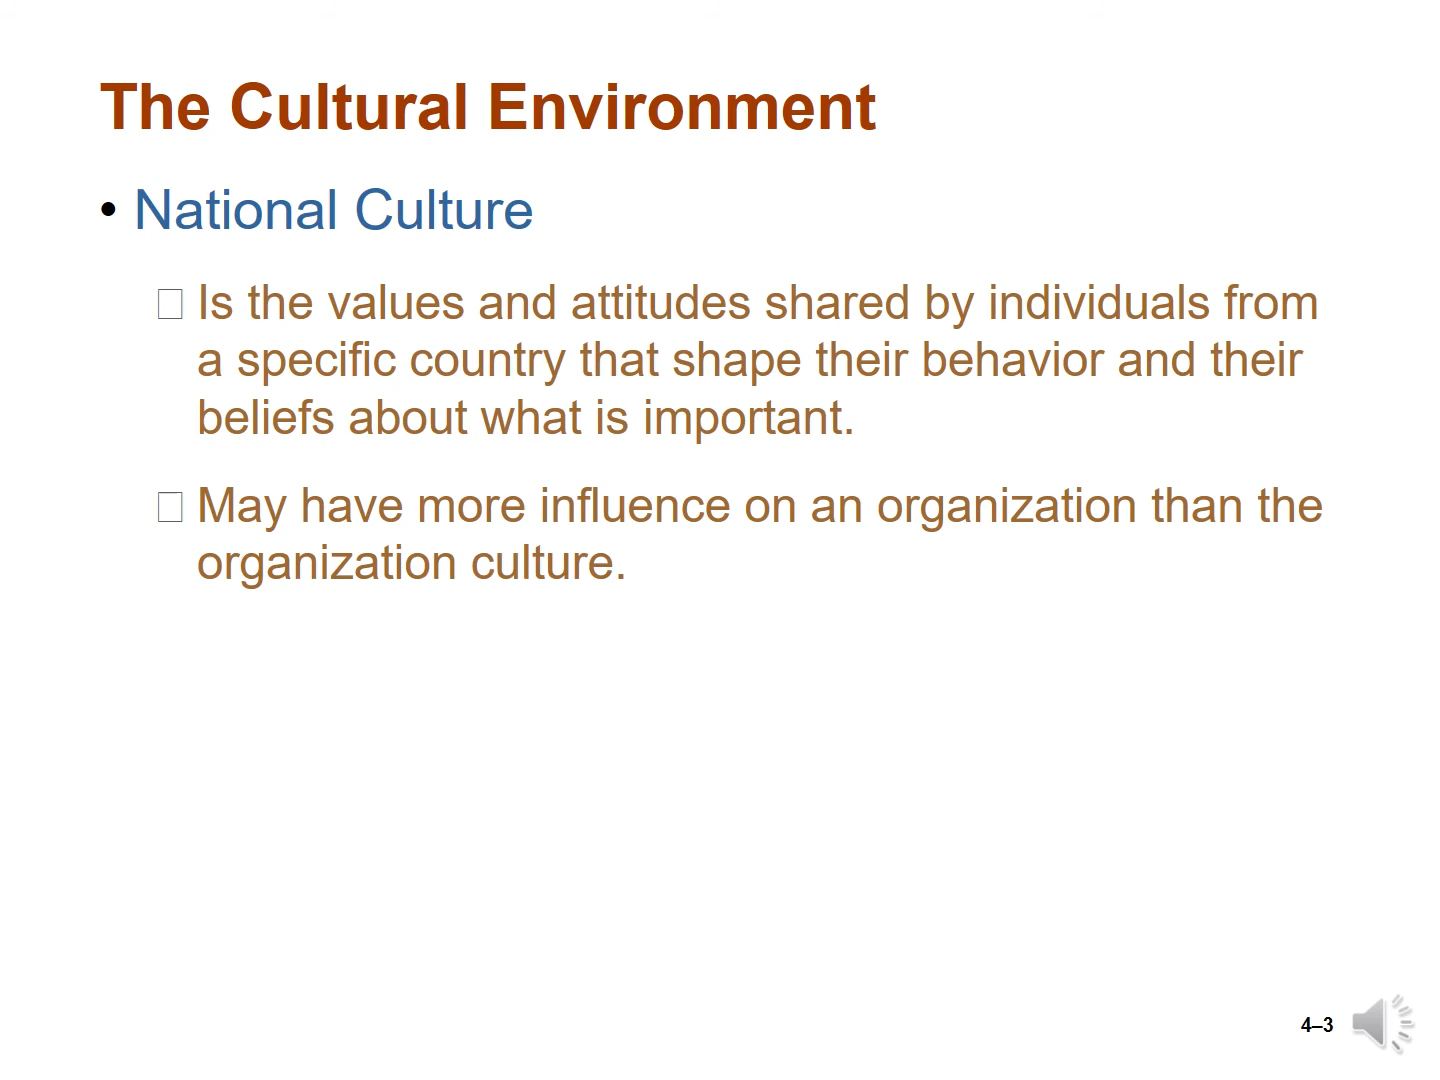 The Cultural Environment
• National Culture
□ Is the values and attitudes shared by individuals from
a specific country that shape their behavior and their
beliefs about what is important.
□ May have more influence on an organization than the
organization culture.
4–3